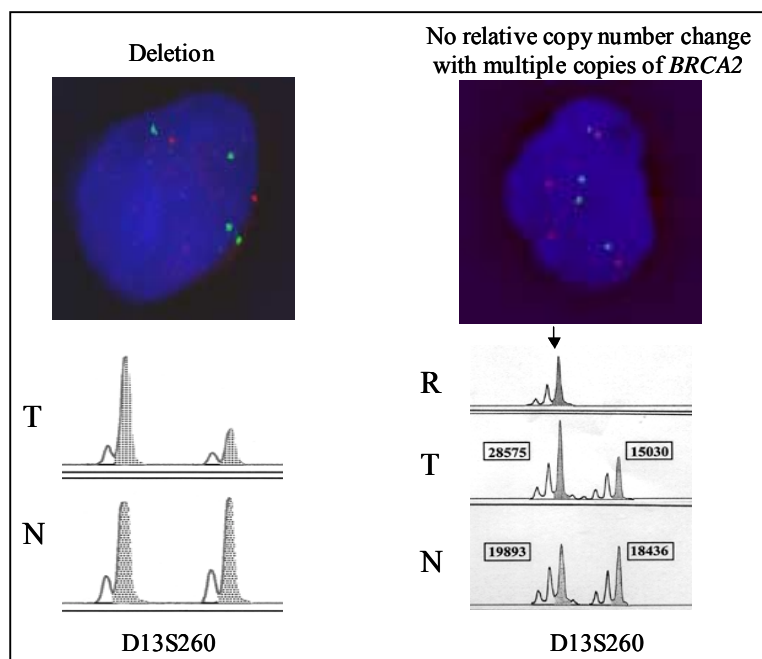 Deletion
No relative copy number change
with multiple copies of BRCA2
R
T
28575
15030
T
N
19893
18436
N
D13S260
D13S260